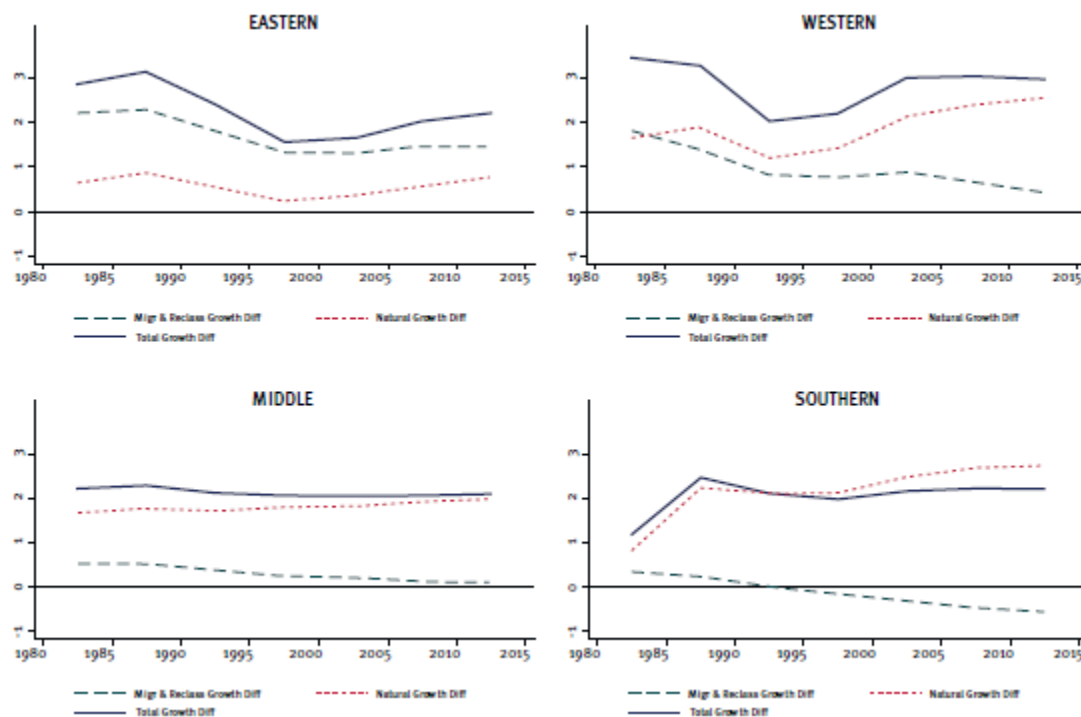 EASTERN
3
2
1
0
-1
1980 1985 1990 1995 2000 2005 2010 2015
Migr & Reclass Growth Diff Natural Growth Diff
Total Growth Diff
WESTERN
3
2
1
0
-1
1980 1985 1990 1995 2000 2005 2010 2015
Migr & Reclass Growth Diff Natural Growth Diff
Total Growth Diff
MIDDLE
3
2
1
0
-1
1980 1985 1990 1995 2000 2005 2010 2015
Migr & Reclass Growth Diff Natural Growth Diff
Total Growth Diff
SOUTHERN
3
2
1
0
-1
1980 1985 1990 1995 2000 2005 2010 2015
Migr & Reclass Growth Diff Natural Growth Diff
Total Growth Diff